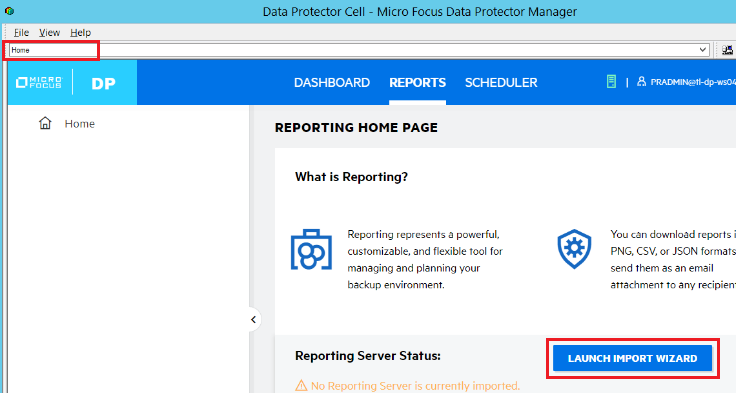 Data Protector Cell - Micro Focus Data Protector Manager
File View Help
Home
MICRO FOCUS DP DASHBOARD REPORTS SCHEDULER PRADMIN@tl-dp-ws04
Home
REPORTING HOME PAGE
What is Reporting?
Reporting represents a powerful,
customizable, and flexible tool for
managing and planning your
backup environment.
You can download reports i
PNG, CSV, or JSON formats
send them as an email
attachment to any recipien
Reporting Server Status:
LAUNCH IMPORT WIZARD
No Reporting Server is currently imported.